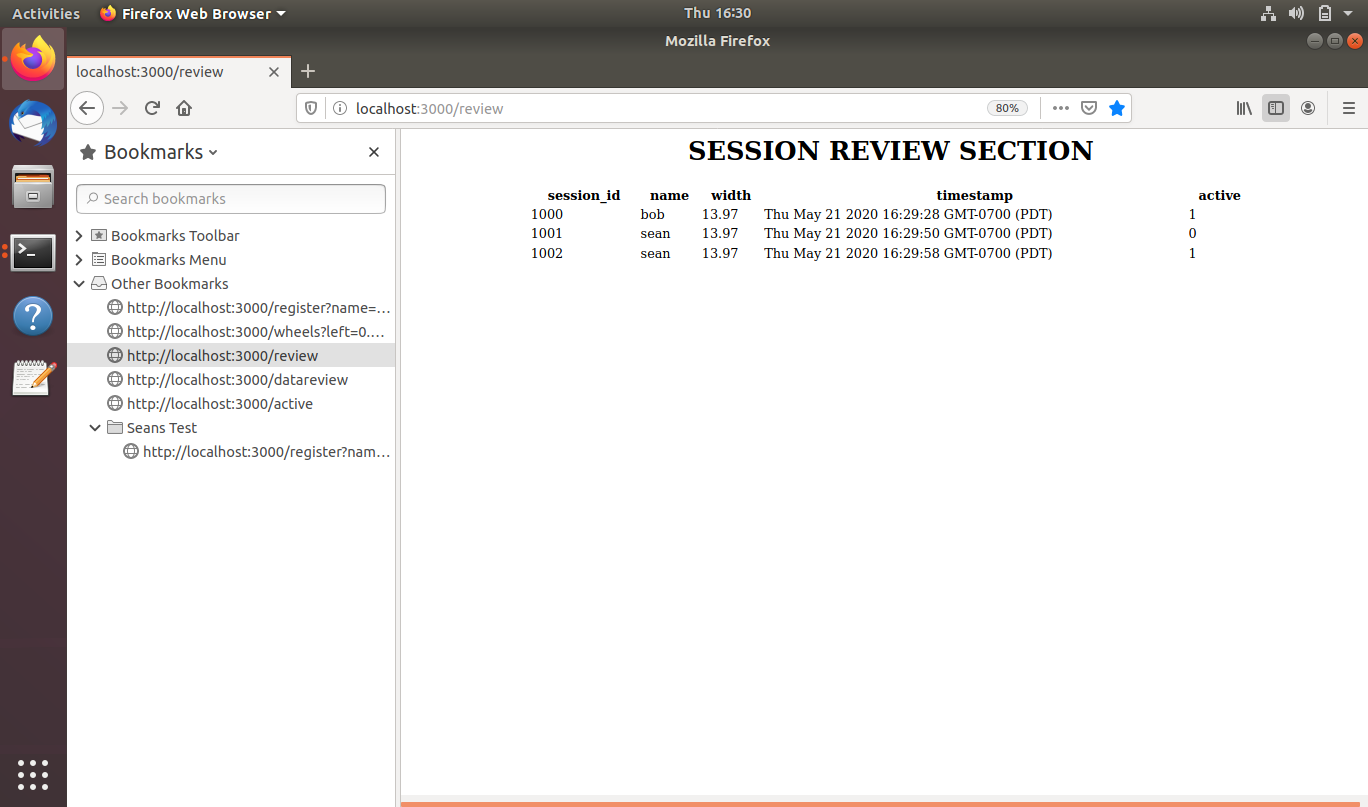 Activities Firefox Web Browser Thu 16:30
Mozilla Firefox
localhost:3000/review
localhost:3000/review 80%
Bookmarks
Search bookmarks
Bookmarks Toolbar
Bookmarks Menu
Other Bookmarks
http://localhost:3000/register?name=...
http://localhost:3000/wheels?left=0....
http://localhost:3000/review
http://localhost:3000/datareview
http://localhost:3000/active
Seans Test
http://localhost:3000/register?nam...
SESSION REVIEW SECTION
session_id name width timestamp active
1000 bob 13.97 Thu May 21 2020 16:29:28 GMT-0700 (PDT) 1
1001 sean 13.97 Thu May 21 2020 16:29:50 GMT-0700 (PDT) 0
1002 sean 13.97 Thu May 21 2020 16:29:58 GMT-0700 (PDT) 1